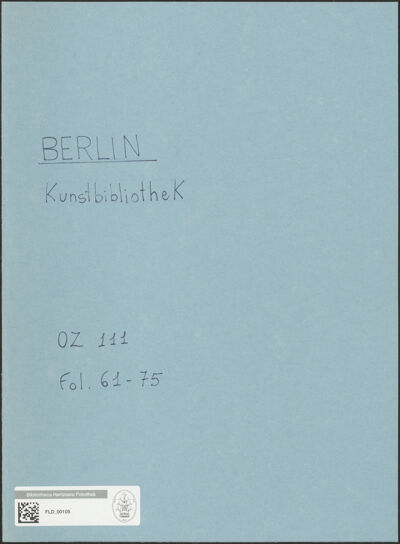 BERLIN
Kunstbibliothek
OZ 111
Fol. 61-75
Bibliotheca Hertziana Fotothek
FLD_00105